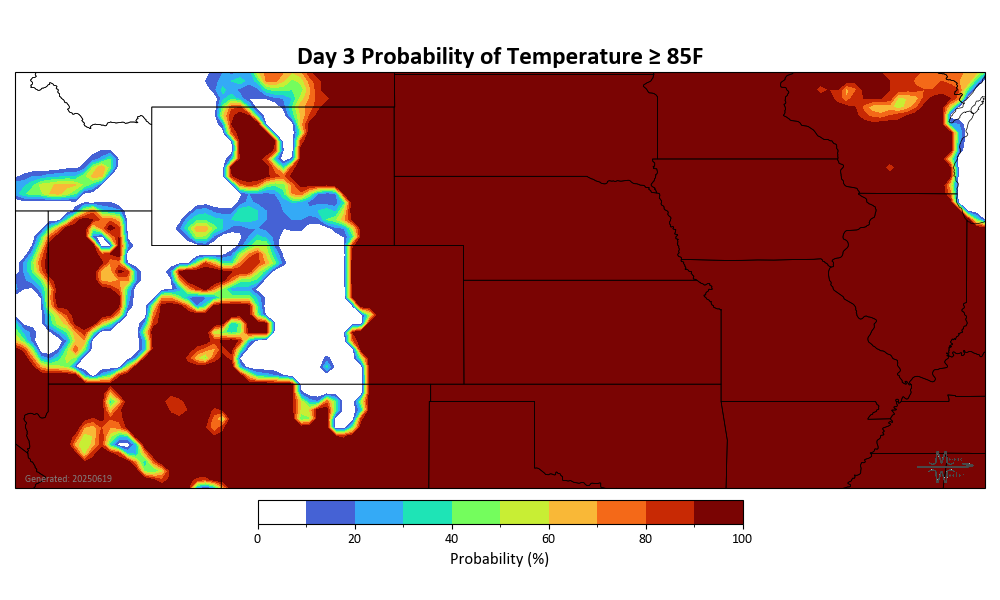 Day 3 Probability of Temperature ≥ 85F
Generated: 20250619
0 20 40 60 80 100
Probability (%)